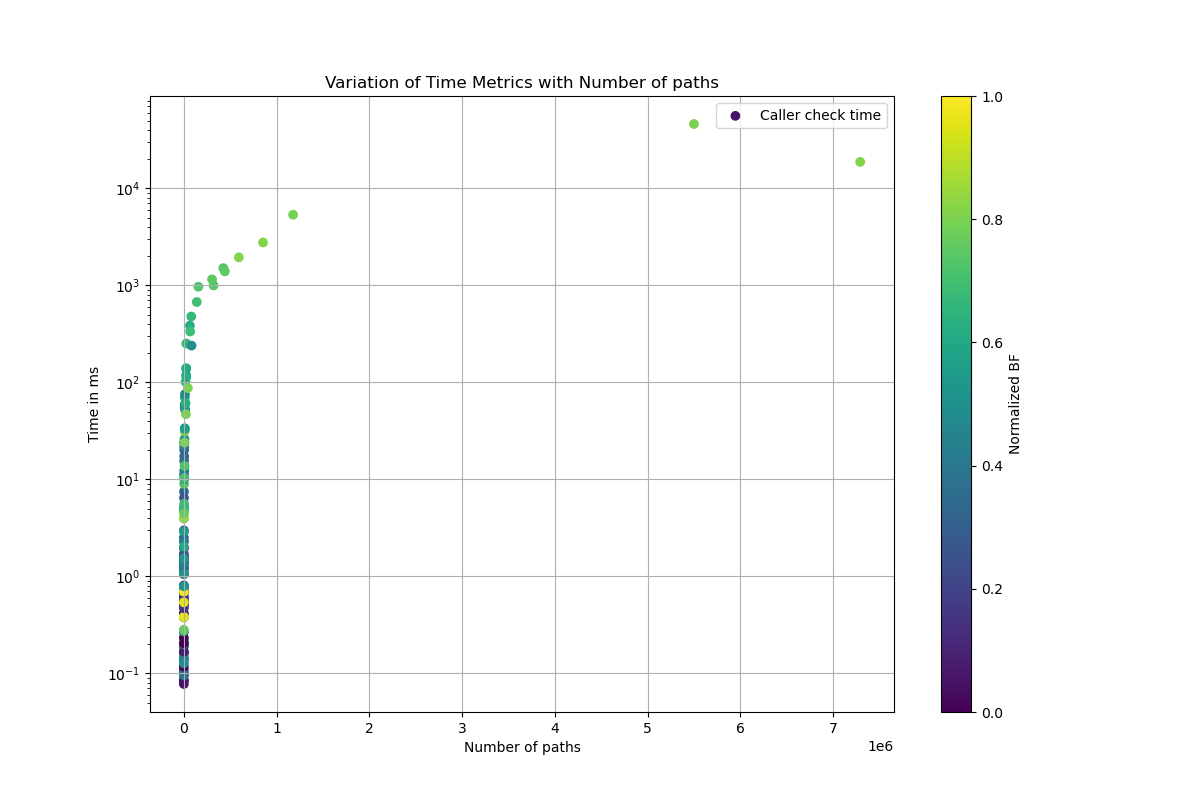 Variation of Time Metrics with Number of paths
Caller check time
Time in ms
10^4
10^3
10^2
10^1
10^0
10^−1
0 1 2 3 4 5 6 7
1e6
Number of paths
1.0
0.8
0.6
0.4
0.2
0.0
Normalized BF